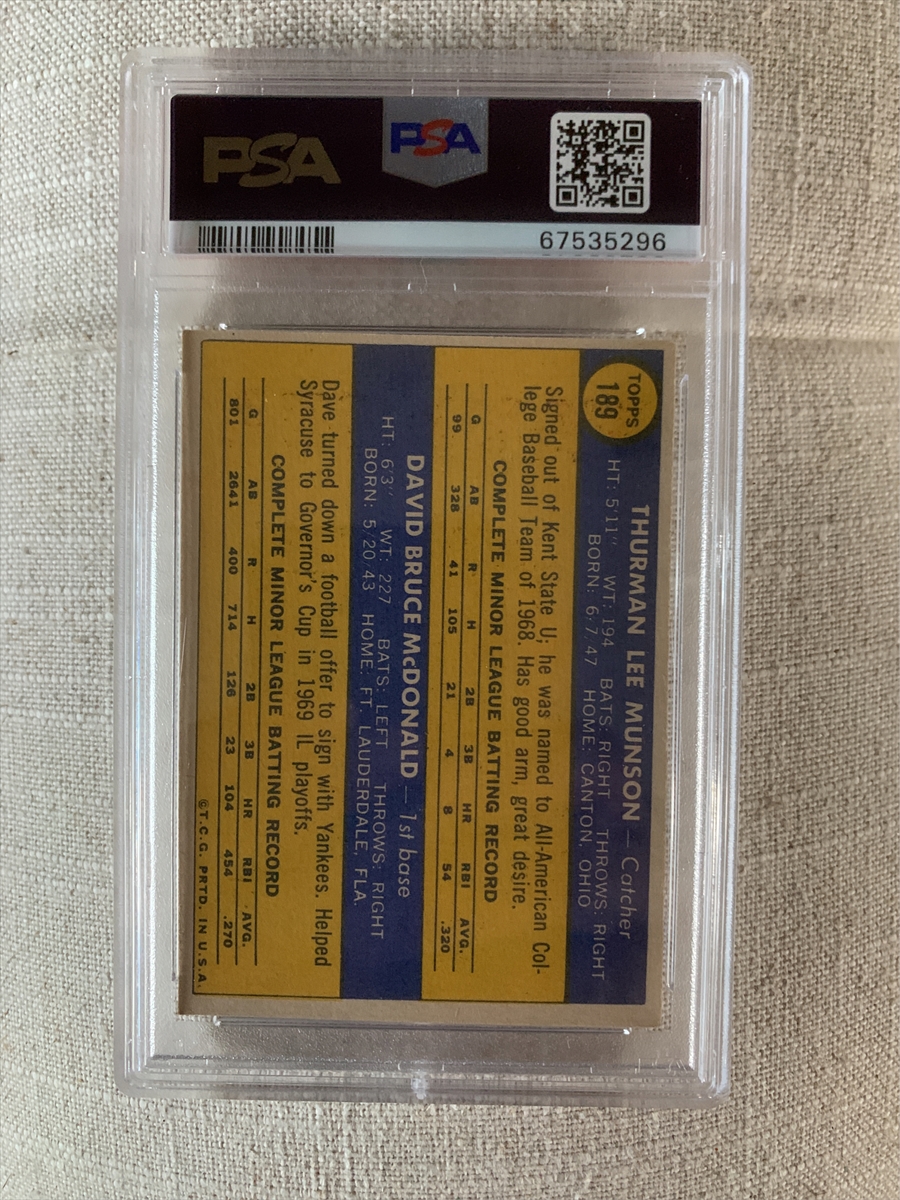 PSA
PSA
67535296
TOPPS
189
THURMAN LEE MUNSON — Catcher
HT: 5'11" WT: 194 BATS: RIGHT THROWS: RIGHT
BORN: 6/7/47 HOME: CANTON, OHIO
Signed out of Kent State U; he was named to All-American Col-
lege Baseball Team of 1968. Has good arm, great desire.
COMPLETE MINOR LEAGUE BATTING RECORD
G AB R H 2B 3B HR RBI AVG.
99 328 41 105 21 4 8 54 .320
DAVID BRUCE McDONALD — 1st base
HT: 6'3" WT: 227 BATS: LEFT THROWS: RIGHT
BORN: 5/20/43 HOME: FT. LAUDERDALE, FLA.
Dave turned down a football offer to sign with Yankees. Helped
Syracuse to Governor's Cup in 1969 IL playoffs.
COMPLETE MINOR LEAGUE BATTING RECORD
G AB R H 2B 3B HR RBI AVG.
801 2641 400 714 126 23 104 454 .270
©T.C.G. PRTD. IN U.S.A.